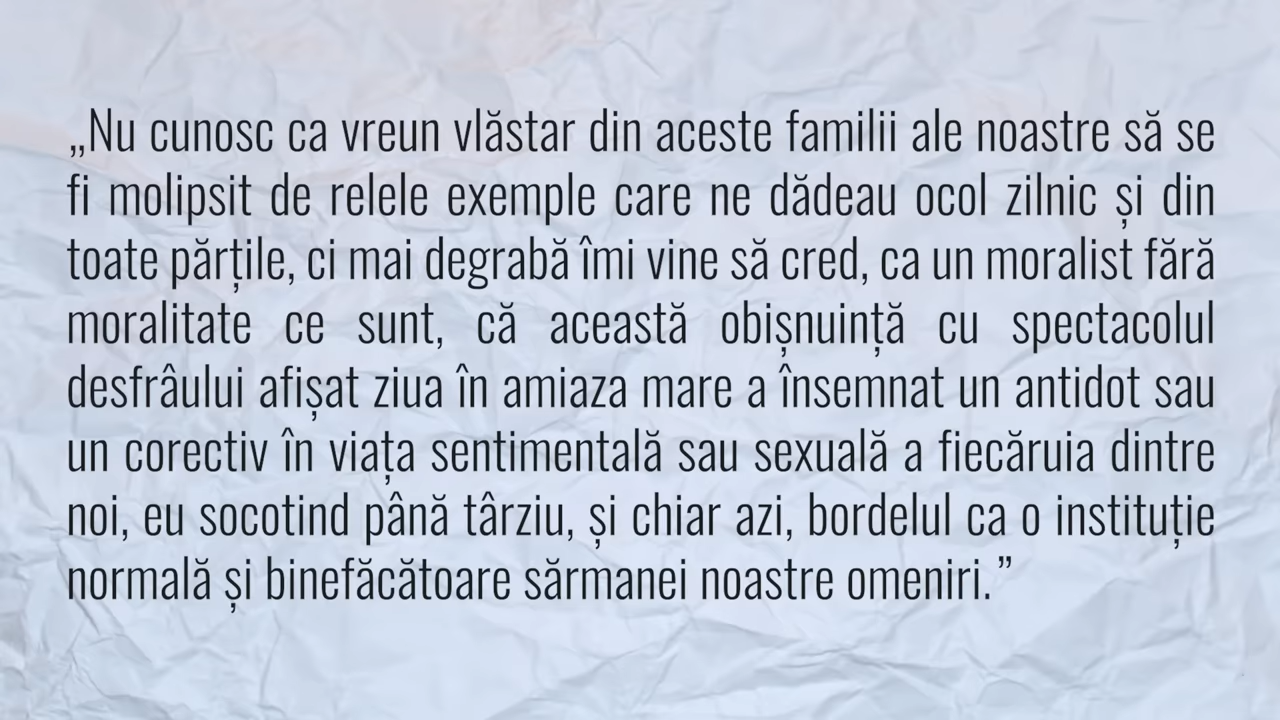 „Nu cunosc ca vreun vlăstar din aceste familii ale noastre să se
fi molipsit de relele exemple care ne dădeau ocol zilnic și din
toate părțile, ci mai degrabă îmi vine să cred, ca un moralist fără
moralitate ce sunt, că această obișnuință cu spectacolul
desfrâului afișat ziua în amiaza mare a însemnat un antidot sau
un corectiv în viața sentimentală sau sexuală a fiecăruia dintre
noi, eu socotind până târziu, și chiar azi, bordelul ca o instituție
normală și binefăcătoare sărmanei noastre omeniri.”